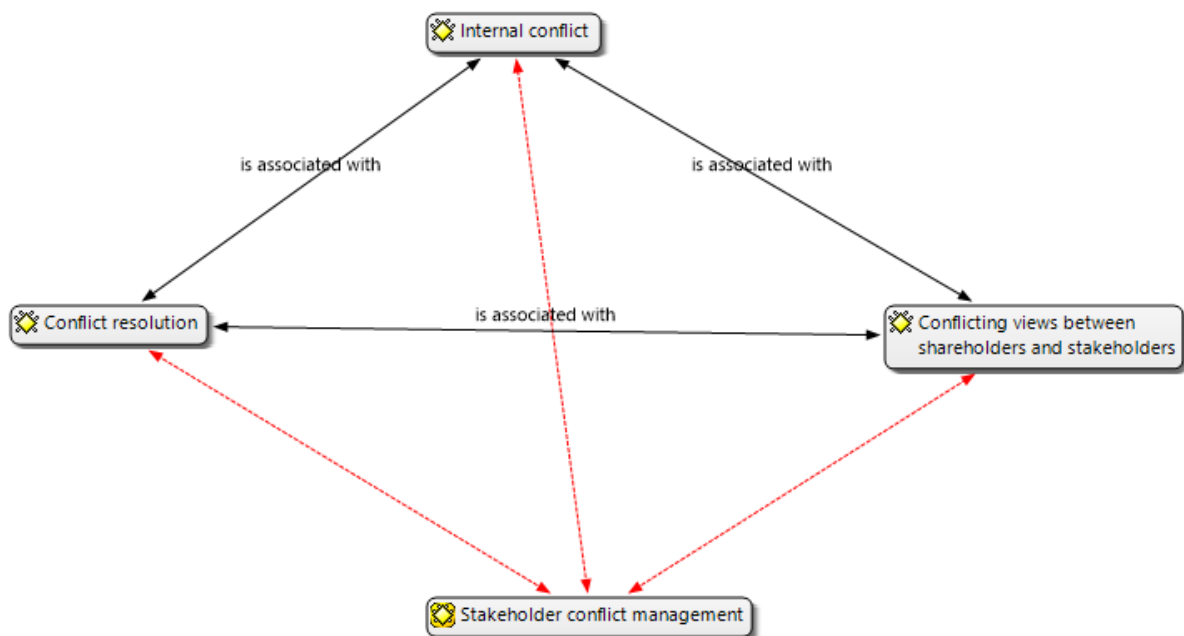 Internal conflict
is associated with
is associated with
Conflict resolution
is associated with
Conflicting views between
shareholders and stakeholders
Stakeholder conflict management